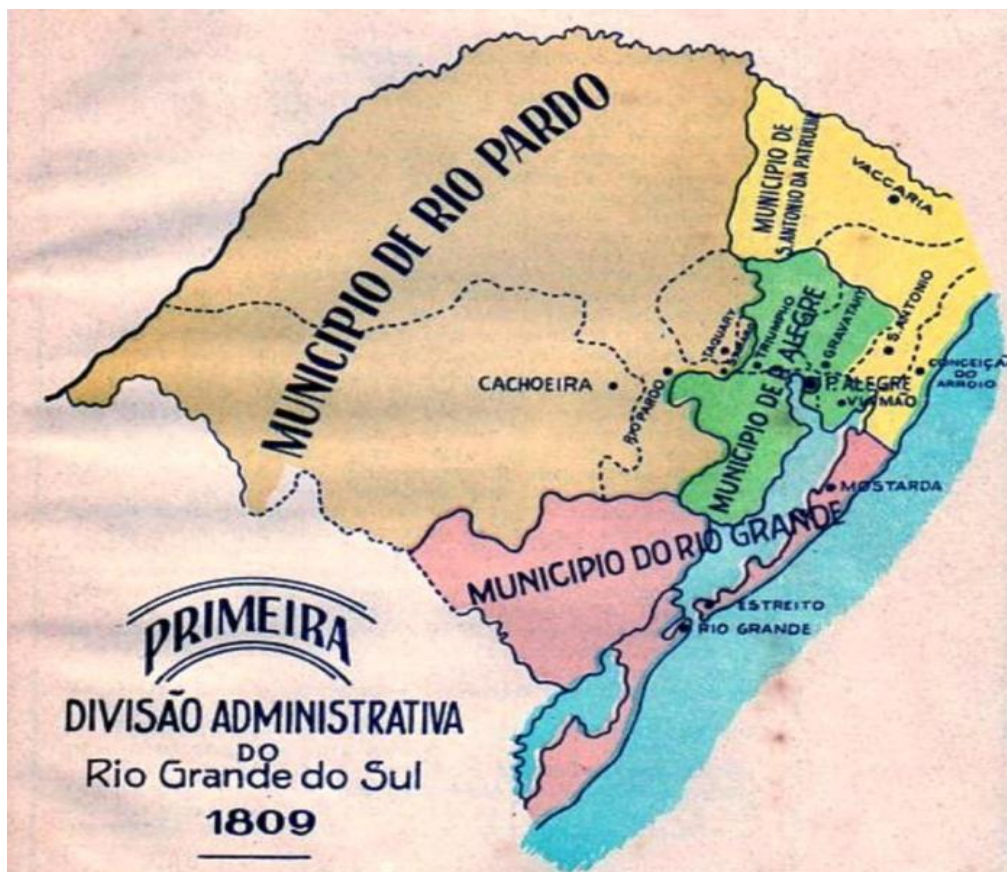 MUNICIPIO DE RIO PARDO
MUNICIPIO DE
S. ANTONIO DA PATRULHA
VACCARIA
TAQUARY
TRIUMPHO
MUNICIPIO DE P. ALEGRE
GRAVATAHY
S. ANTONIO
CONCEIÇÃO
DO
ARROIO
CACHOEIRA
RIO PARDO
P. ALEGRE
VIAMÃO
MOSTARDA
MUNICIPIO DO RIO GRANDE
ESTREITO
RIO GRANDE
PRIMEIRA
DIVISÃO ADMINISTRATIVA
DO
Rio Grande do Sul
1809